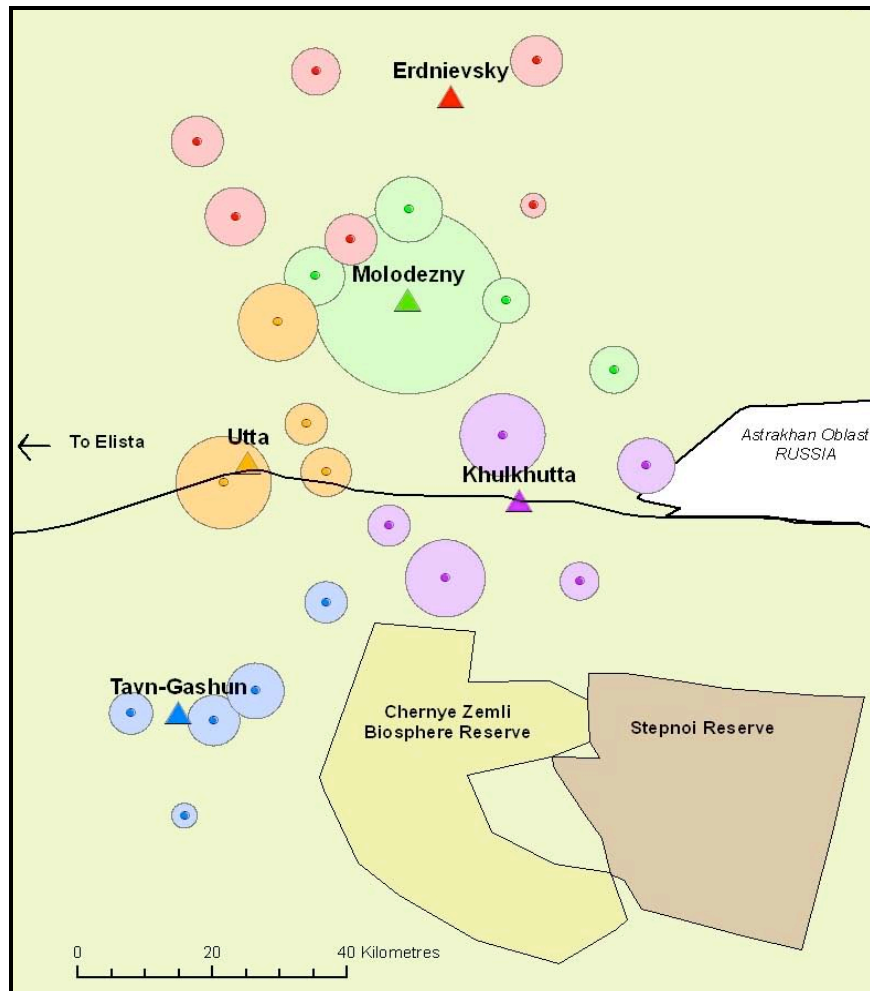 Erdnievsky
Molodezny
To Elista
Utta
Astrakhan Oblast
RUSSIA
Khulkhutta
Tavn-Gashun
Chernye Zemli
Biosphere Reserve
Stepnoi Reserve
0 20 40 Kilometres